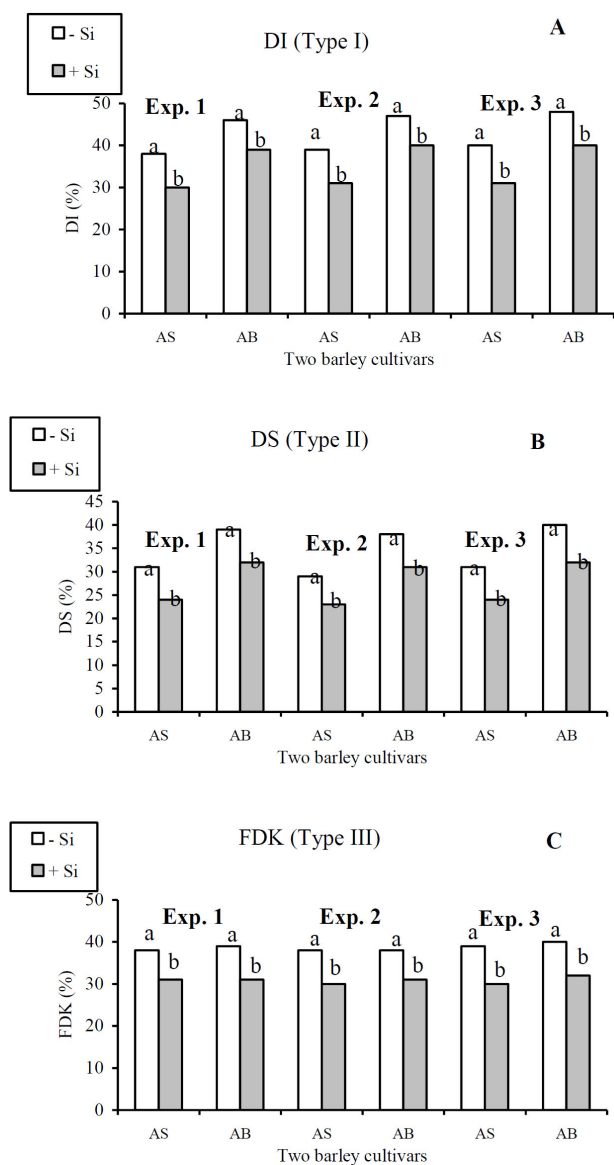 - Si
+ Si
DI (Type I)
A
Exp. 1
Exp. 2
Exp. 3
a
b
a
b
a
b
a
b
a
b
a
b
50
40
30
20
10
0
DI (%)
AS
AB
AS
AB
AS
AB
Two barley cultivars
- Si
+ Si
DS (Type II)
B
Exp. 1
Exp. 2
Exp. 3
a
b
a
b
a
b
a
b
a
b
a
b
45
40
35
30
25
20
15
10
5
0
DS (%)
AS
AB
AS
AB
AS
AB
Two barley cultivars
- Si
+ Si
FDK (Type III)
C
Exp. 1
Exp. 2
Exp. 3
a
b
a
b
a
b
a
b
a
b
a
b
50
40
30
20
10
0
FDK (%)
AS
AB
AS
AB
AS
AB
Two barley cultivars